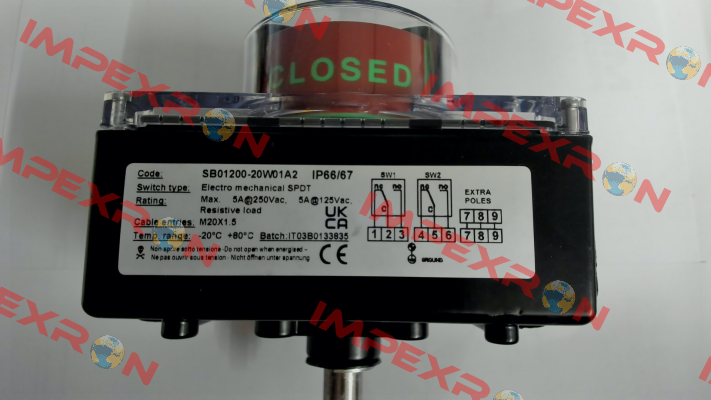 CLOSED
Code: SB01200-20W01A2 IP66/67
Switch type: Electro mechanical SPDT
Rating: Max. 5A@250Vac, 5A@125Vac,
Resistive load
UK
CA
Cable entries: M20X1.5
Temp. range: -20°C +80°C Batch:IT03B0133835
Non aprire sotto tensione - Do not open when energised -
Ne pas ouvrir sous tension - Nicht öffnen unter spannung
CE
SW1 SW2
nc no nc no
C C
1 2 3 4 5 6
GROUND
EXTRA
POLES
7 8 9
7 8 9
IMPEXRON
IMPEXRON
IMPEXRON
IMPEXRON
IMPEXRON
IMPEXRON